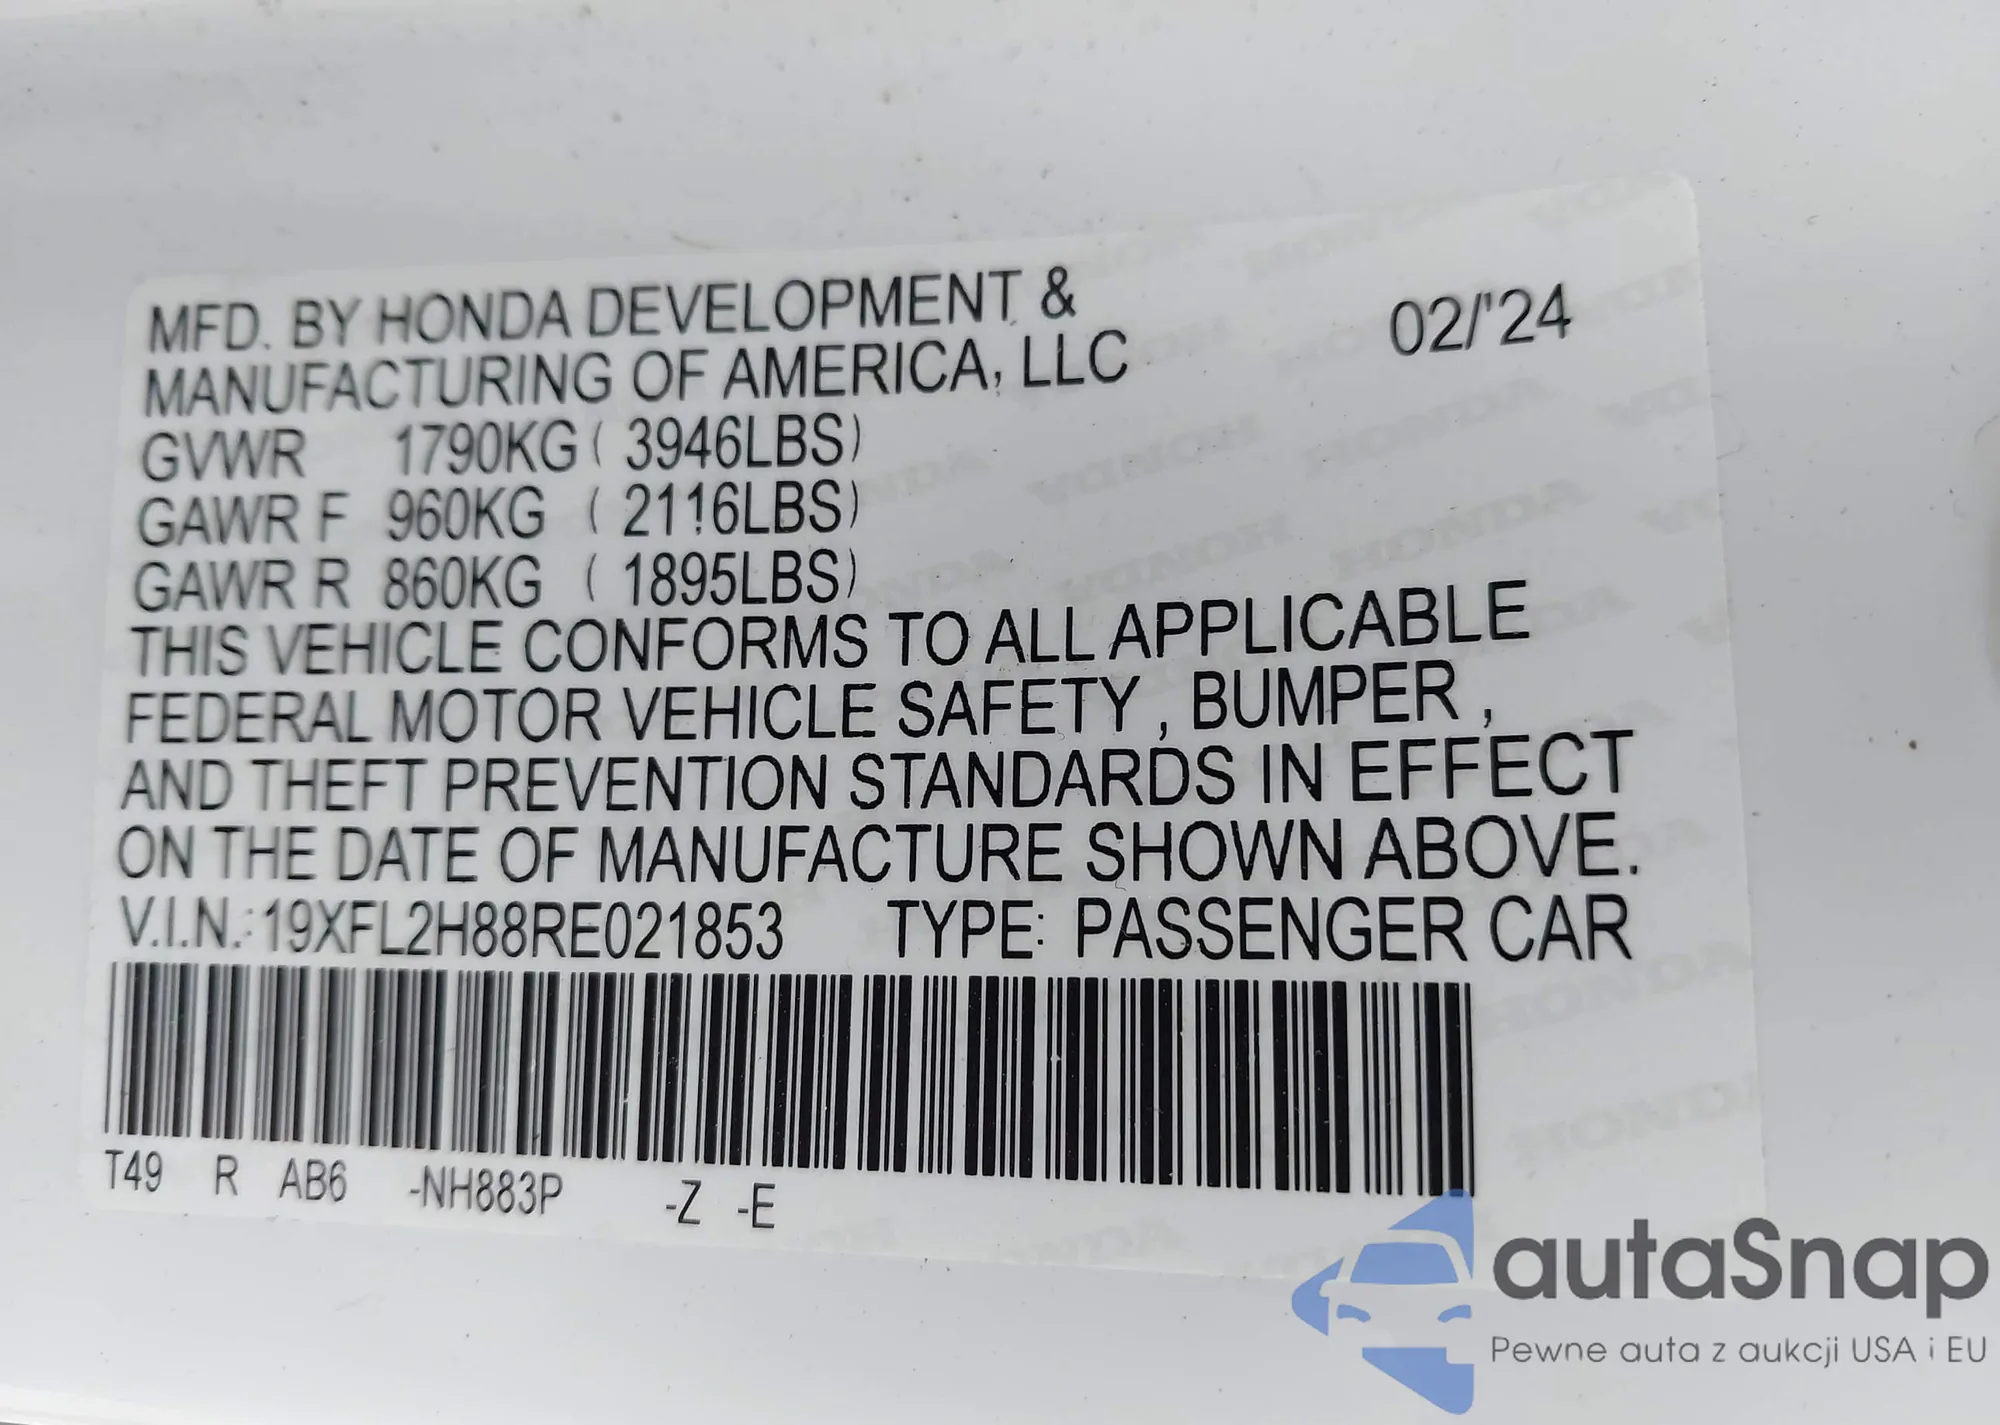 MFD. BY HONDA DEVELOPMENT & 02/'24
MANUFACTURING OF AMERICA, LLC
GVWR 1790KG ( 3946LBS)
GAWR F 960KG ( 2116LBS)
GAWR R 860KG ( 1895LBS)
THIS VEHICLE CONFORMS TO ALL APPLICABLE
FEDERAL MOTOR VEHICLE SAFETY , BUMPER ,
AND THEFT PREVENTION STANDARDS IN EFFECT
ON THE DATE OF MANUFACTURE SHOWN ABOVE.
V.I.N.: 19XFL2H88RE021853 TYPE: PASSENGER CAR
T49 R AB6 -NH883P -Z -E
autaSnap
Pewne auta z aukcji USA i EU